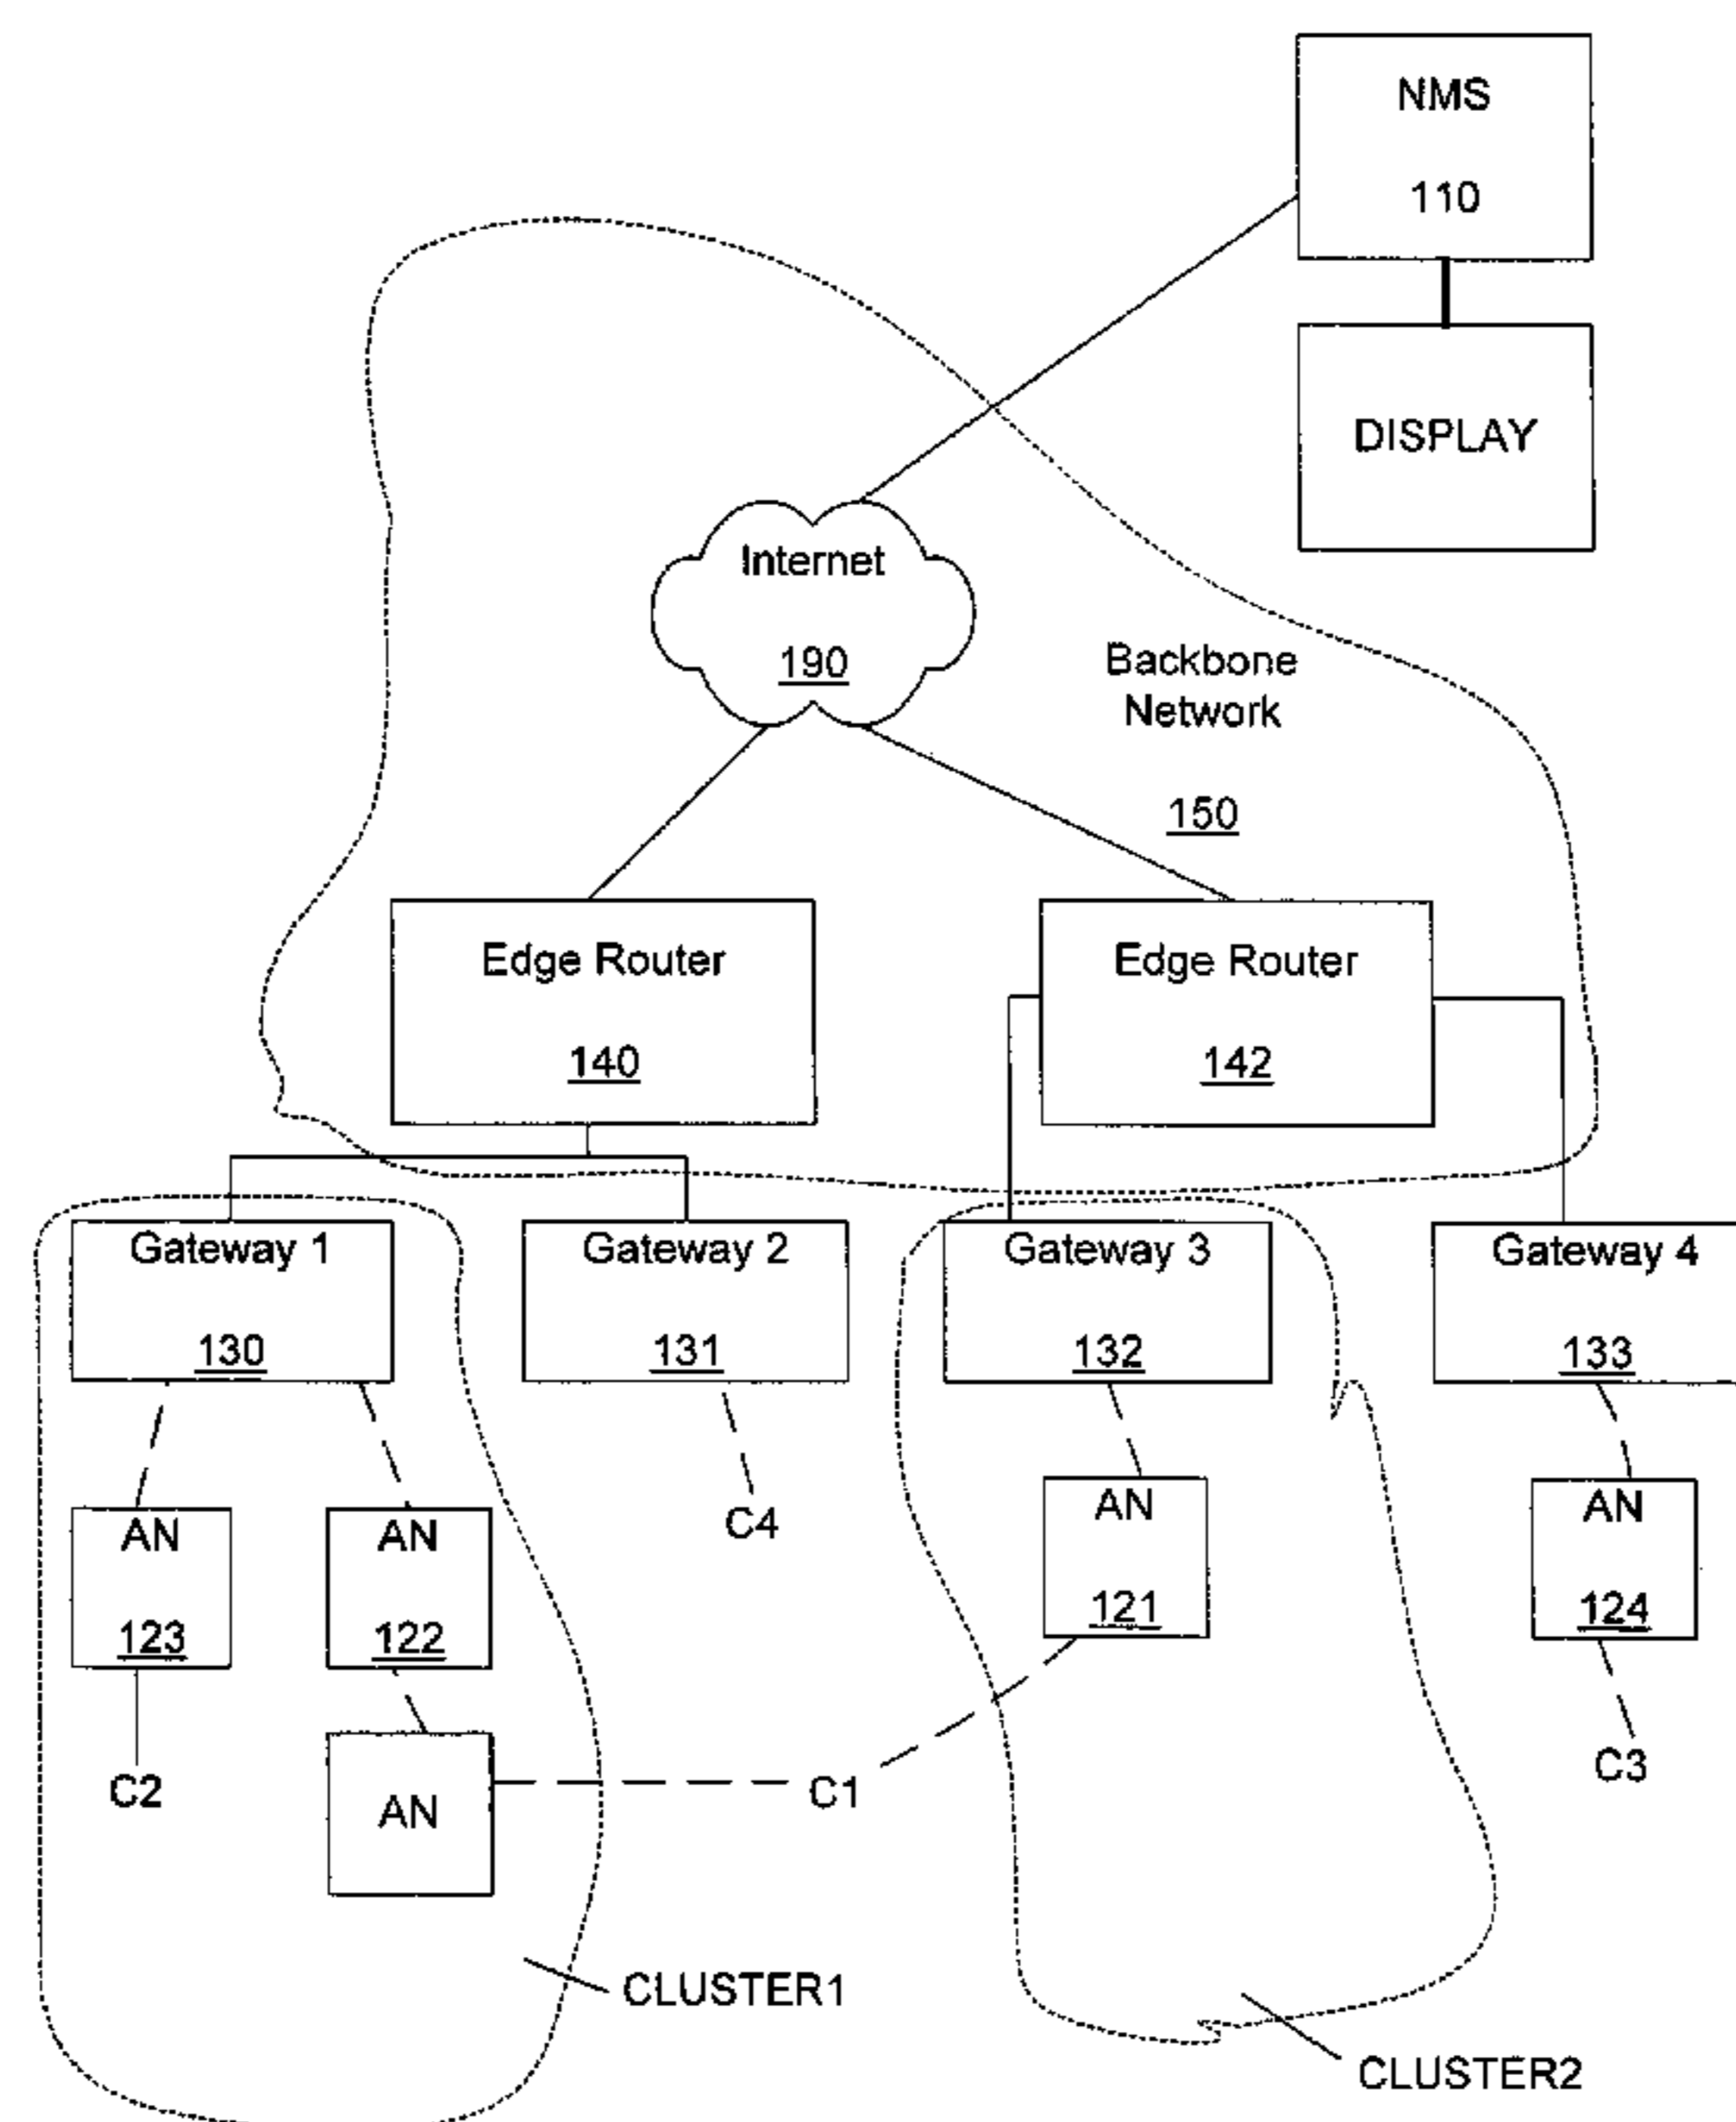 NMS
110
DISPLAY
Internet
190
Backbone
Network
150
Edge Router
140
Edge Router
142
Gateway 1
130
Gateway 2
131
Gateway 3
132
Gateway 4
133
AN
123
AN
122
C4
AN
121
AN
124
C2
AN
C1
C3
CLUSTER1
CLUSTER2